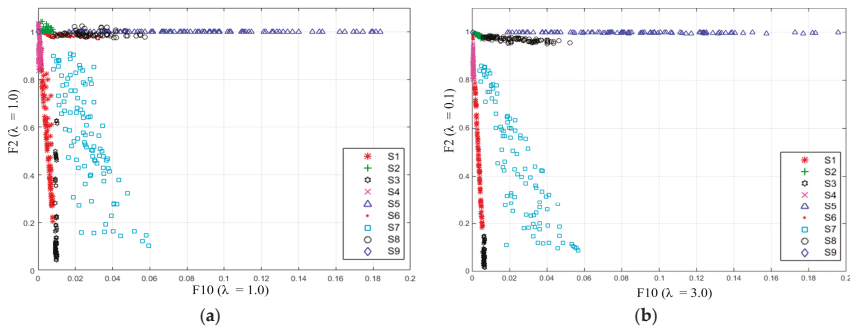 1
0.8
0.6
0.4
0.2
0
0
0.02
0.04
0.06
0.08
0.1
0.12
0.14
0.16
0.18
0.2
F2 (λ = 1.0)
F10 (λ = 1.0)
S1
S2
S3
S4
S5
S6
S7
S8
S9
(a)
0.1
1
0.8
0.6
0.4
0.2
0
0
0.02
0.04
0.06
0.08
0.1
0.12
0.14
0.16
0.18
0.2
F2 (λ = 0.1)
F10 (λ = 3.0)
S1
S2
S3
S4
S5
S6
S7
S8
S9
(b)